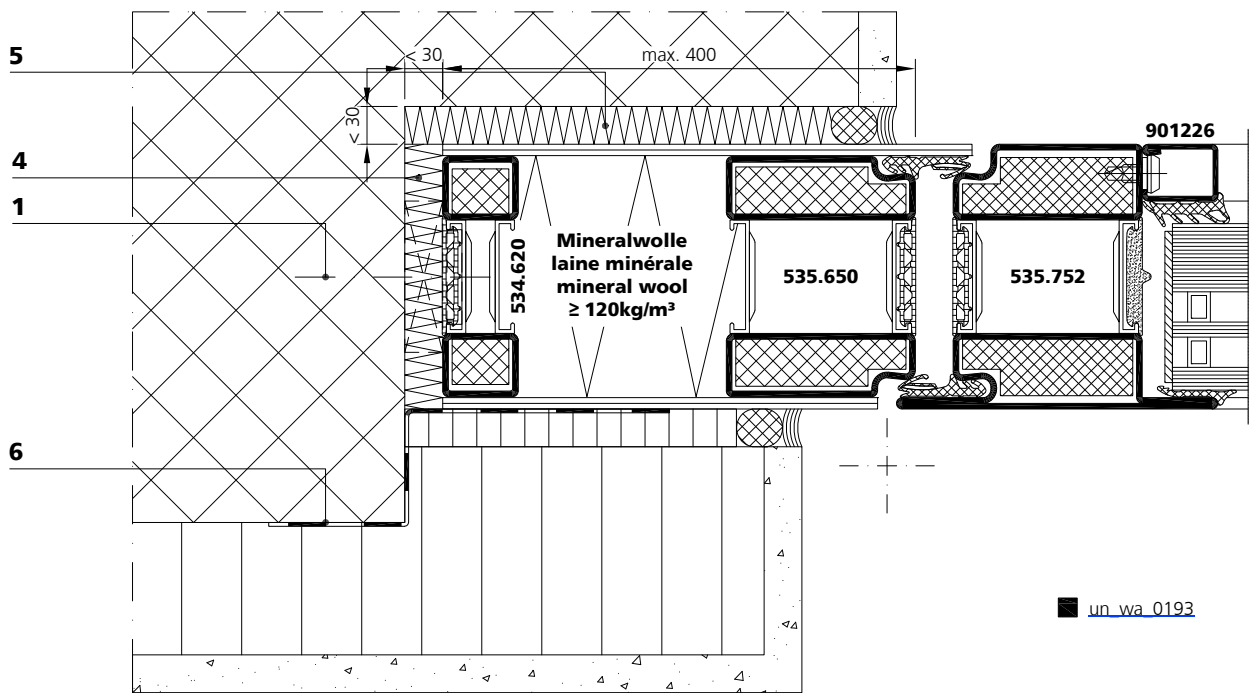 5
< 30
max. 400
< 30
901226
4
1
534.620
Mineralwolle
laine minérale
mineral wool
≥ 120kg/m³
535.650
535.752
6
un_wa_0193